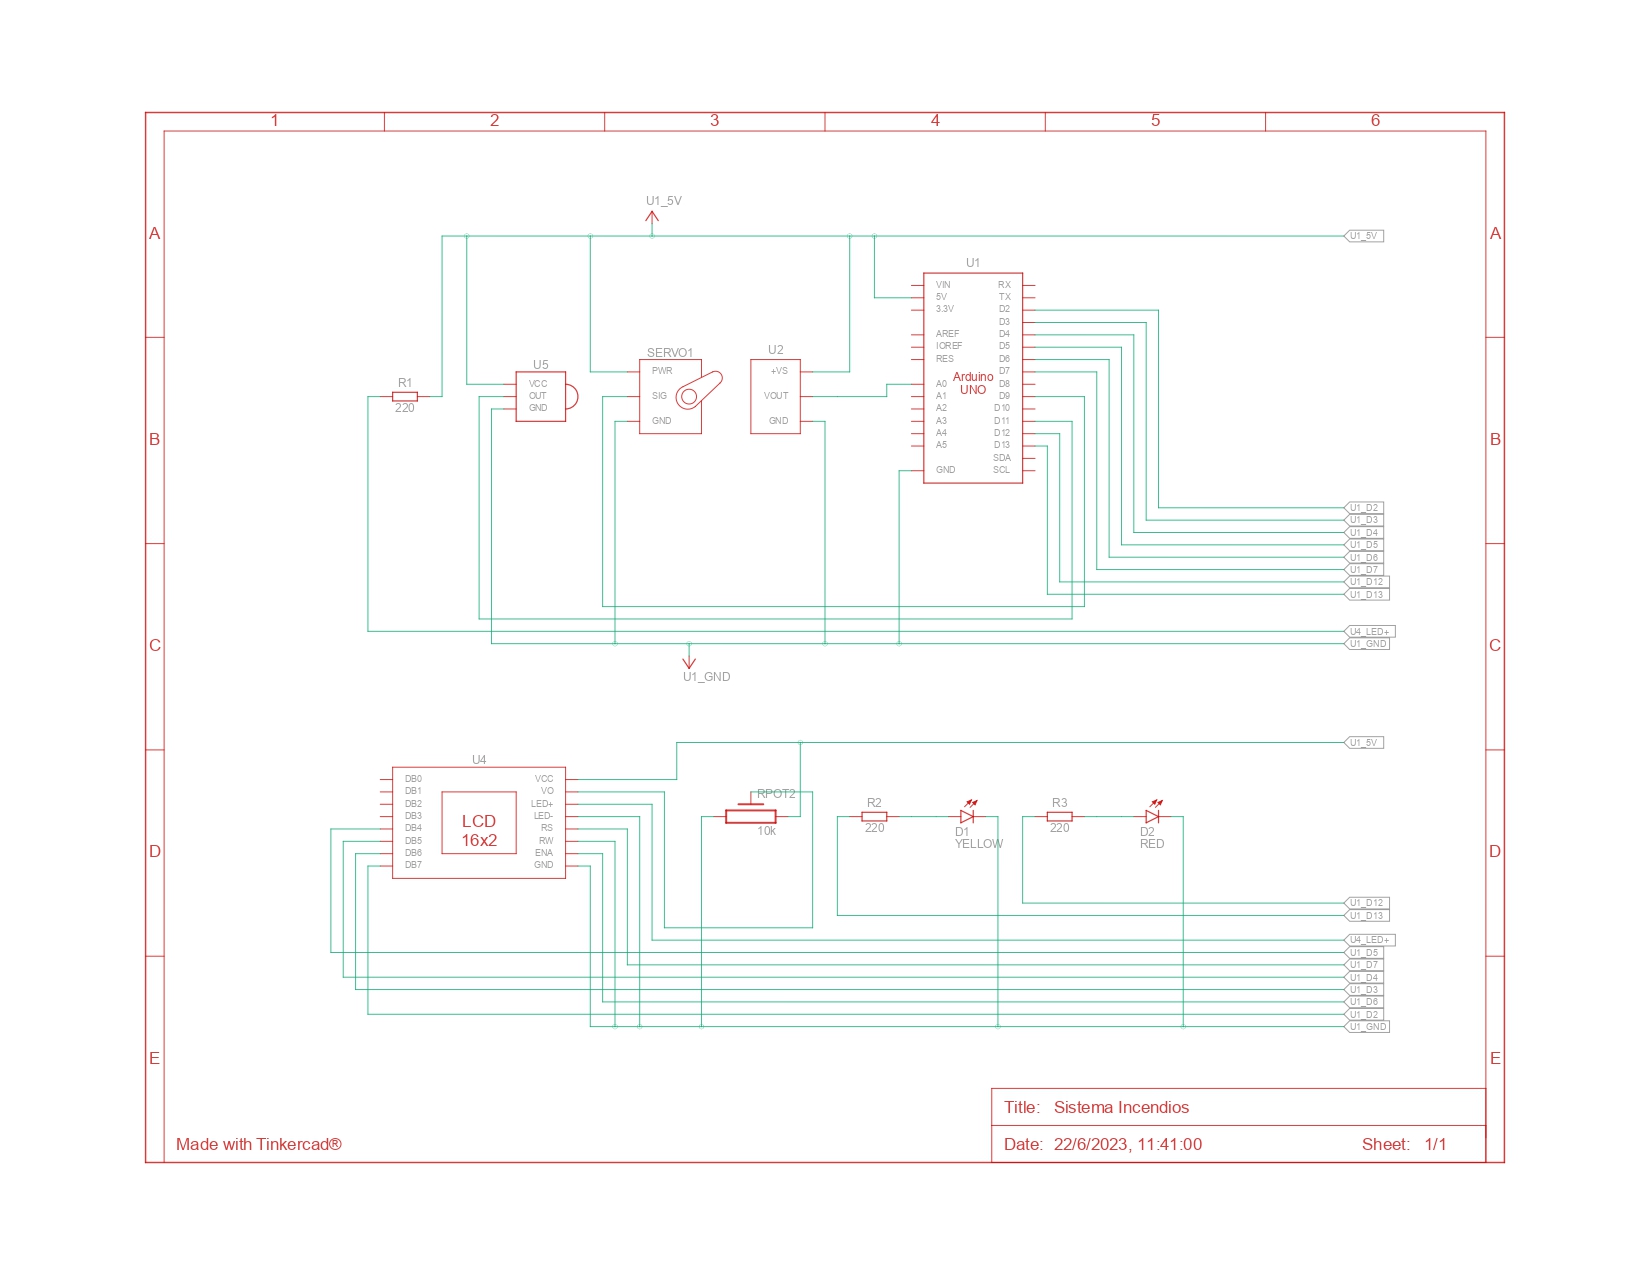 1 2 3 4 5 6
A A
U1_5V
U1_5V
U1
VIN RX
5V TX
3.3V D2
D3
AREF D4
IOREF D5
RES D6
D7
A0 D8
A1 D9
A2 D10
A3 D11
A4 D12
A5 D13
SDA
GND SCL
Arduino
UNO
R1
220
U5
VCC
OUT
GND
SERVO1
PWR
SIG
GND
U2
+VS
VOUT
GND
B B
U1_D2
U1_D3
U1_D4
U1_D5
U1_D6
U1_D7
U1_D12
U1_D13
U4_LED+
U1_GND
C C
U1_GND
U1_5V
U4
DB0 VCC
DB1 VO
DB2 LED+
DB3 LED-
DB4 RS
DB5 RW
DB6 ENA
DB7 GND
LCD
16x2
RPOT2
10k
R2
220
D1
YELLOW
R3
220
D2
RED
D D
U1_D12
U1_D13
U4_LED+
U1_D5
U1_D7
U1_D4
U1_D3
U1_D6
U1_D2
U1_GND
E E
Title: Sistema Incendios
Made with Tinkercad®
Date: 22/6/2023, 11:41:00 Sheet: 1/1